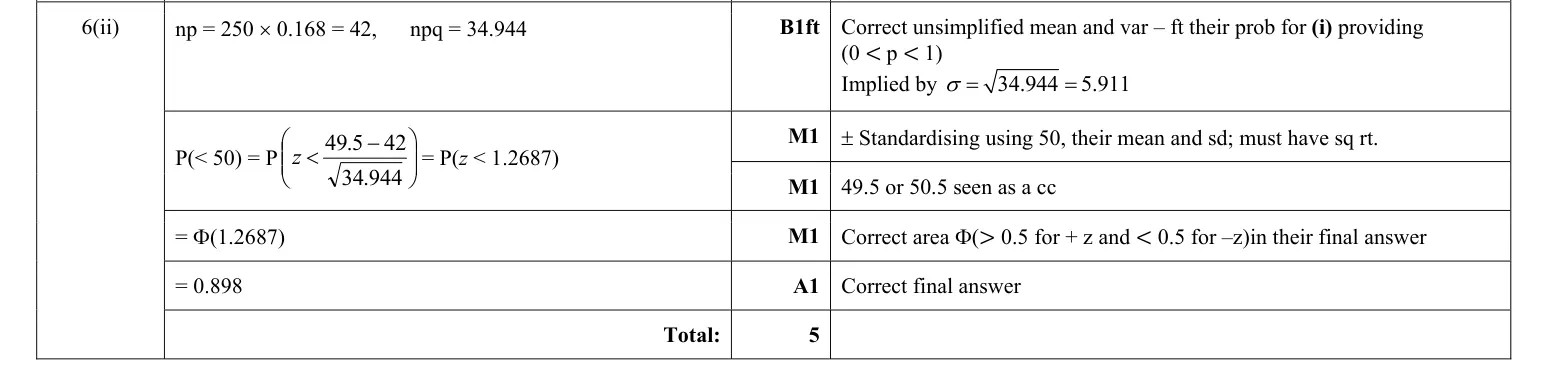 6(ii) np = 250 × 0.168 = 42, npq = 34.944 B1ft Correct unsimplified mean and var – ft their prob for (i) providing
(0 < p < 1)
Implied by σ = √34.944 = 5.911
P(< 50) = P(z < (49.5 − 42)/√34.944) = P(z < 1.2687) M1 ± Standardising using 50, their mean and sd; must have sq rt.
M1 49.5 or 50.5 seen as a cc
= Φ(1.2687) M1 Correct area Φ(> 0.5 for + z and < 0.5 for –z)in their final answer
= 0.898 A1 Correct final answer
Total: 5